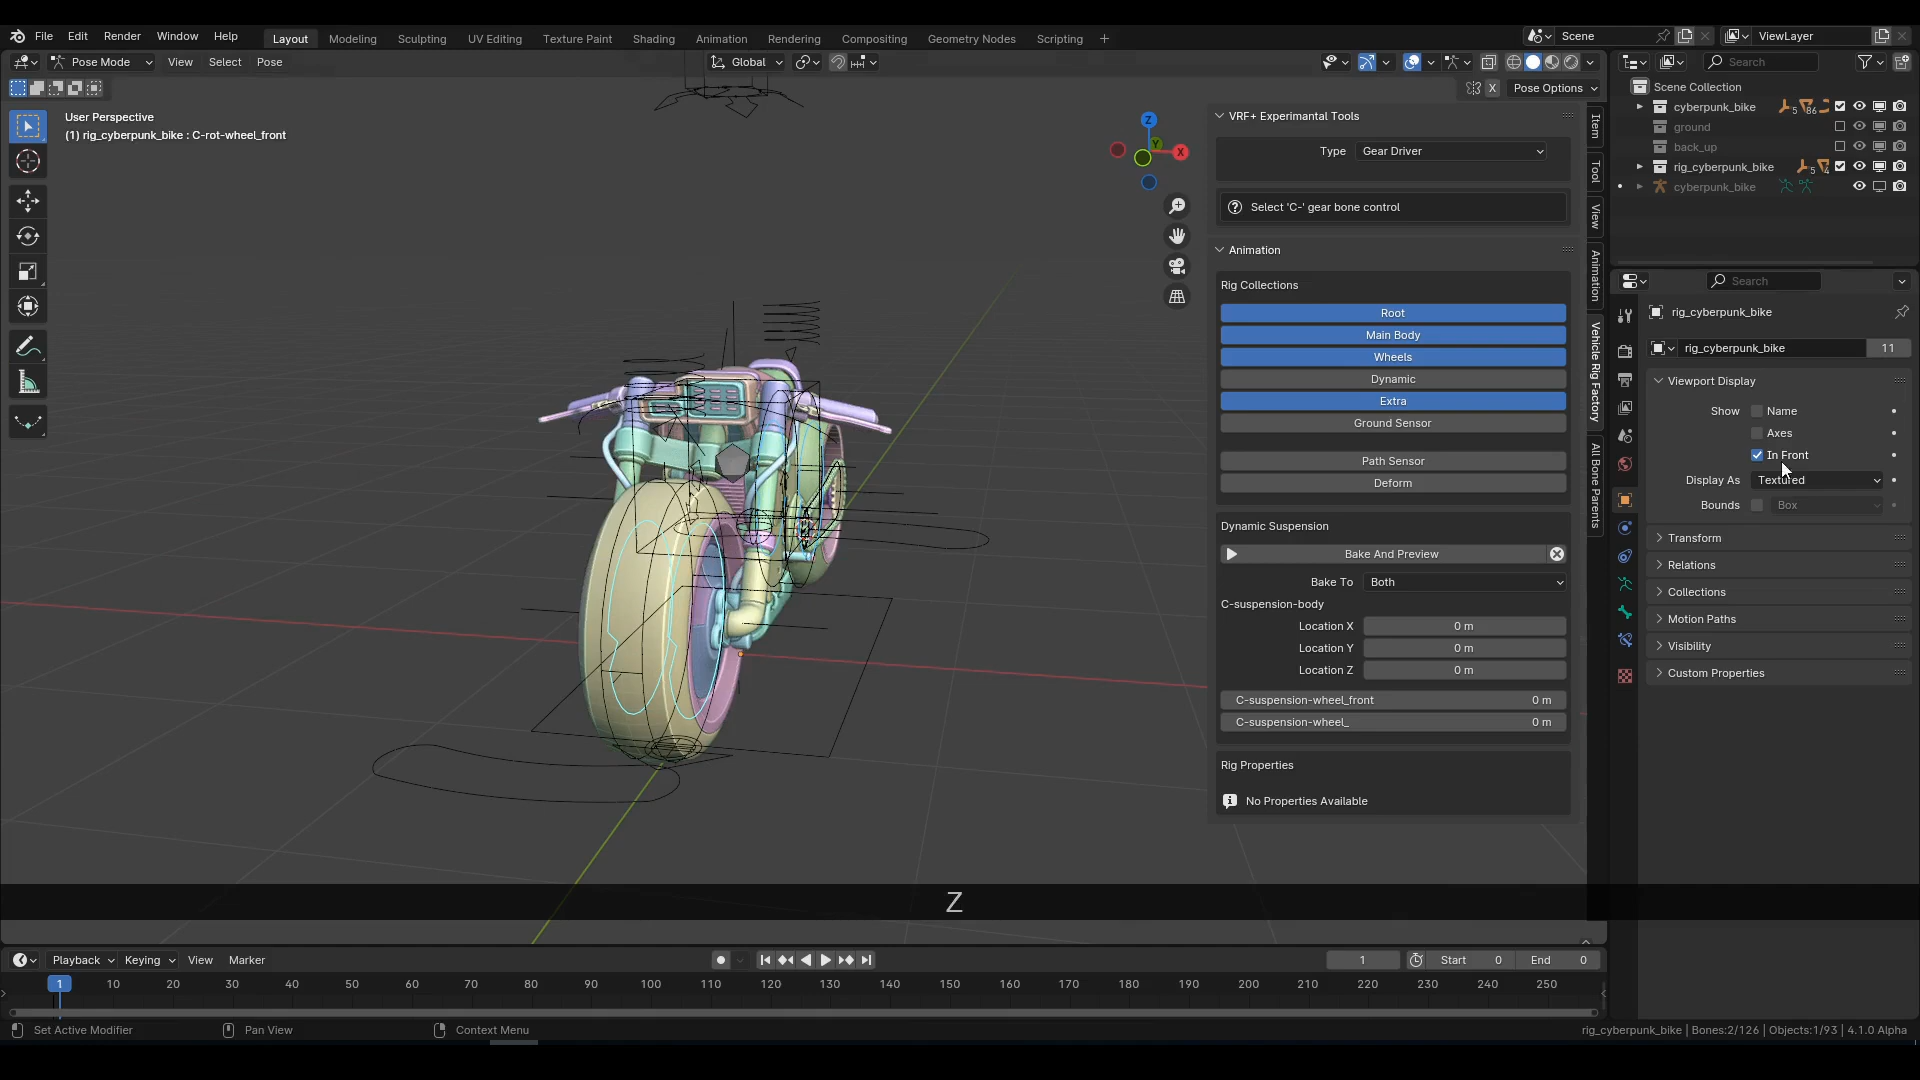 File Edit Render Window Help
Layout Modeling Sculpting UV Editing Texture Paint Shading Animation Rendering Compositing Geometry Nodes Scripting +
Scene
ViewLayer
Pose Mode View Select Pose
Global
Search
X
Pose Options
User Perspective
(1) rig_cyberpunk_bike : C-rot-wheel_front
Z
Y
X
VRF+ Experimental Tools
Type Gear Driver
Select 'C-' gear bone control
Animation
Rig Collections
Root
Main Body
Wheels
Dynamic
Extra
Ground Sensor
Path Sensor
Deform
Dynamic Suspension
Bake And Preview
Bake To Both
C-suspension-body
Location X 0 m
Location Y 0 m
Location Z 0 m
C-suspension-wheel_front 0 m
C-suspension-wheel_ 0 m
Rig Properties
No Properties Available
Item
Tool
View
Animation
Vehicle Rig Factory
All Bone Parents
Scene Collection
cyberpunk_bike 5 86
ground
back_up
rig_cyberpunk_bike 5 4
cyberpunk_bike
Search
rig_cyberpunk_bike
rig_cyberpunk_bike 11
Viewport Display
Show Name
Axes
In Front
Display As Textured
Bounds Box
Transform
Relations
Collections
Motion Paths
Visibility
Custom Properties
Z
Playback Keying View Marker
1
Start 0
End 0
1 10 20 30 40 50 60 70 80 90 100 110 120 130 140 150 160 170 180 190 200 210 220 230 240 250
Set Active Modifier
Pan View
Context Menu
rig_cyberpunk_bike | Bones:2/126 | Objects:1/93 | 4.1.0 Alpha